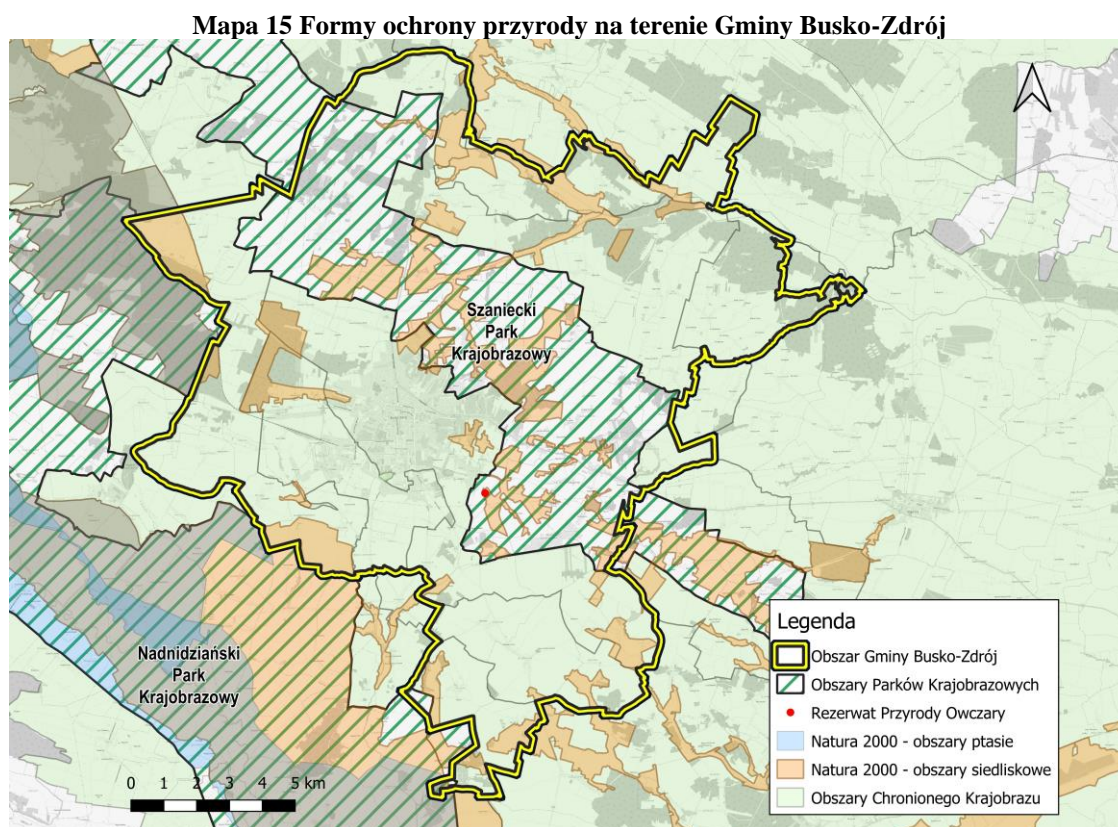 Mapa 15 Formy ochrony przyrody na terenie Gminy Busko-Zdrój
Szaniecki
Park
Krajobrazowy
Nadnidziański
Park
Krajobrazowy
0 1 2 3 4 5 km
Legenda
Obszar Gminy Busko-Zdrój
Obszary Parków Krajobrazowych
Rezerwat Przyrody Owczary
Natura 2000 - obszary ptasie
Natura 2000 - obszary siedliskowe
Obszary Chronionego Krajobrazu